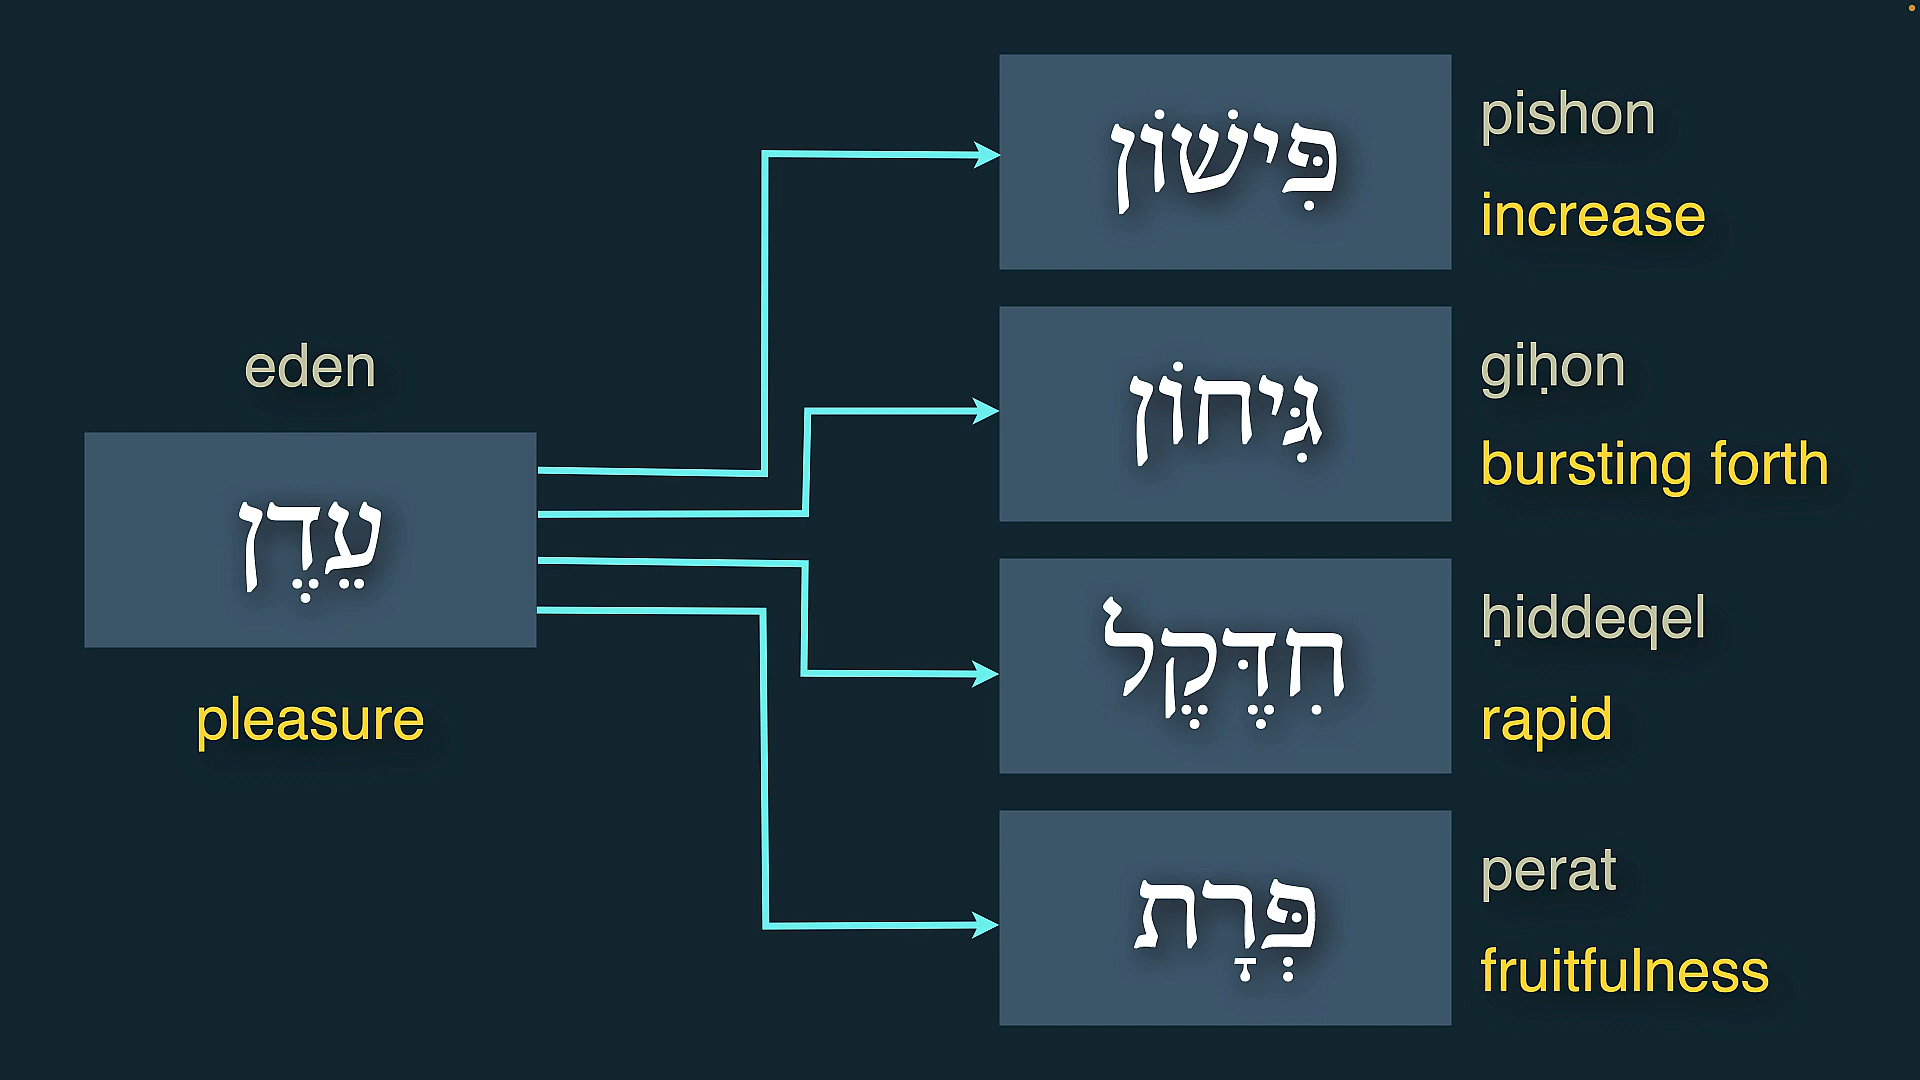 eden
עֵדֶן
pleasure
פִּישׁוֹן
pishon
increase
גִּיחוֹן
giḥon
bursting forth
חִדֶּקֶל
ḥiddeqel
rapid
פְּרָת
perat
fruitfulness